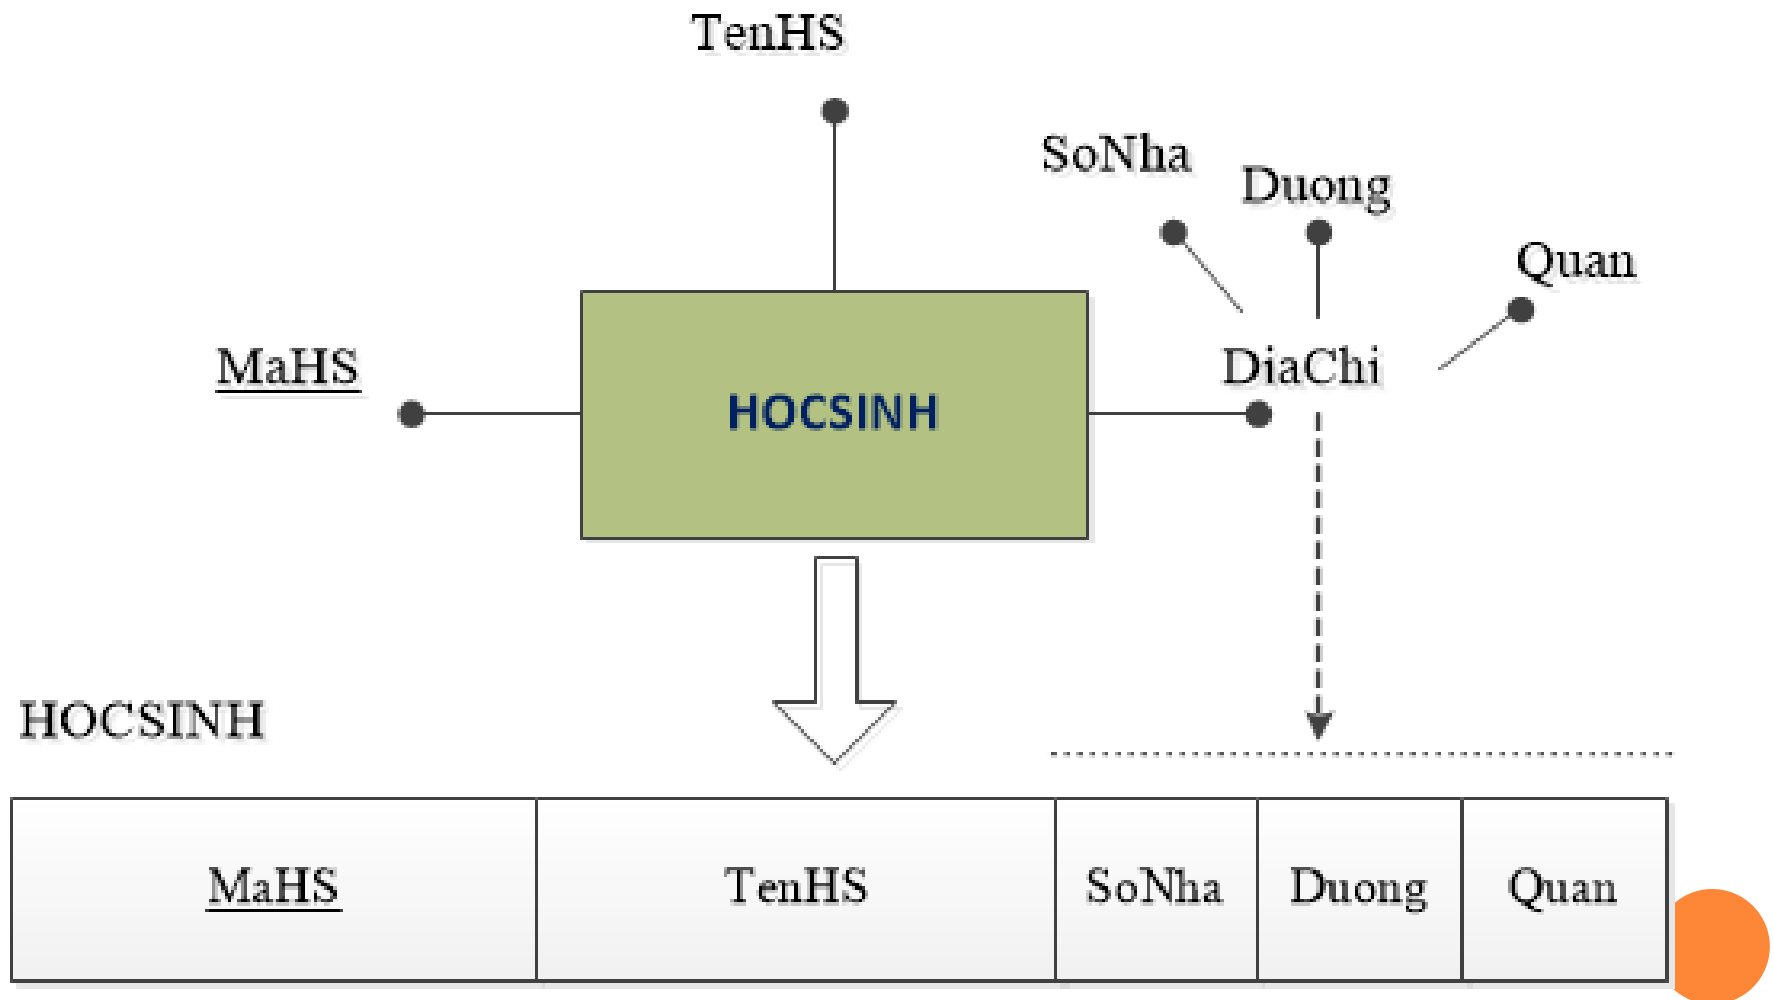 TenHS
SoNha
Duong
Quan
MaHS
DiaChi
HOCSINH
HOCSINH
MaHS TenHS SoNha Duong Quan